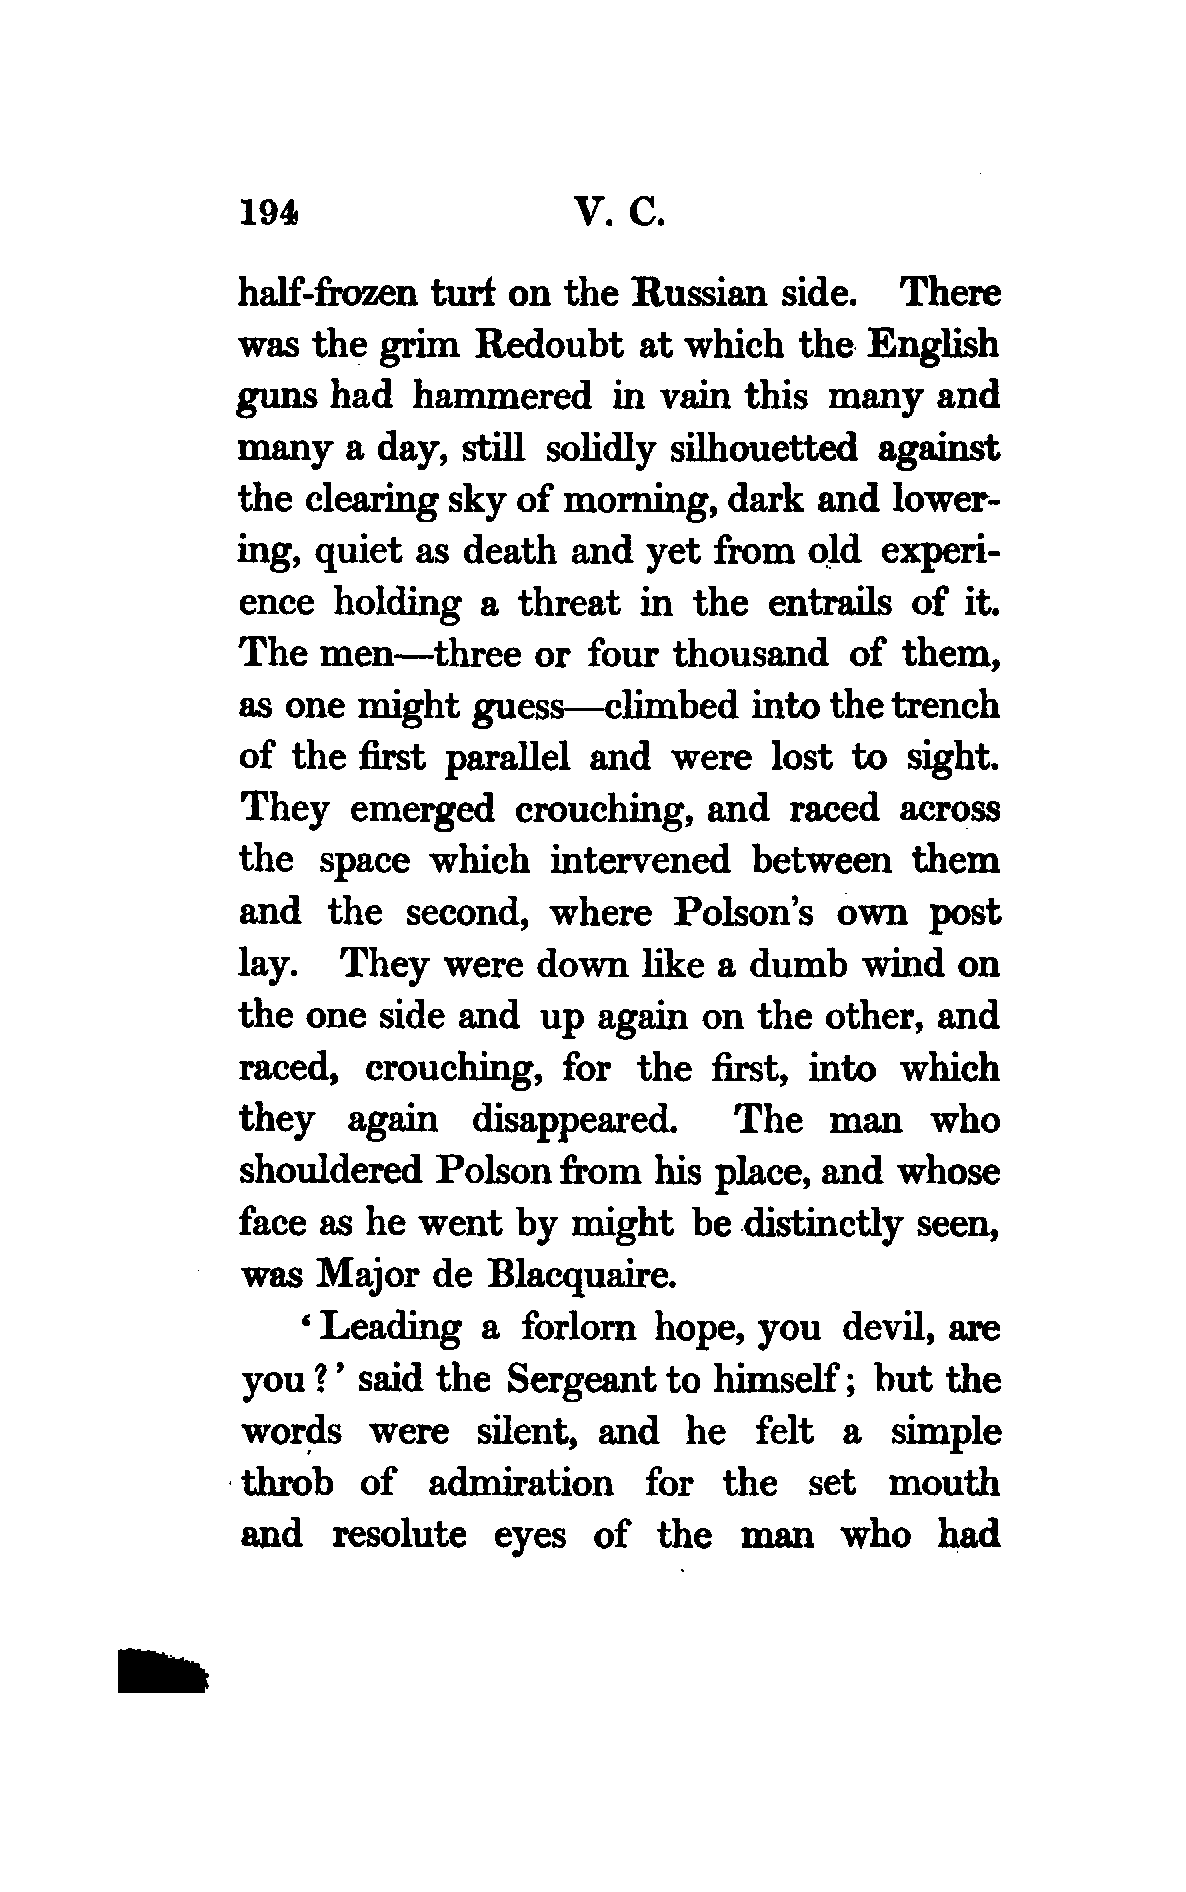 194 V. C.
half-frozen turf on the Russian side. There
was the grim Redoubt at which the English
guns had hammered in vain this many and
many a day, still solidly silhouetted against
the clearing sky of morning, dark and lower-
ing, quiet as death and yet from old experi-
ence holding a threat in the entrails of it.
The men—three or four thousand of them,
as one might guess—climbed into the trench
of the first parallel and were lost to sight.
They emerged crouching, and raced across
the space which intervened between them
and the second, where Polson's own post
lay. They were down like a dumb wind on
the one side and up again on the other, and
raced, crouching, for the first, into which
they again disappeared. The man who
shouldered Polson from his place, and whose
face as he went by might be distinctly seen,
was Major de Blacquaire.
‘Leading a forlorn hope, you devil, are
you?’ said the Sergeant to himself; but the
words were silent, and he felt a simple
throb of admiration for the set mouth
and resolute eyes of the man who had